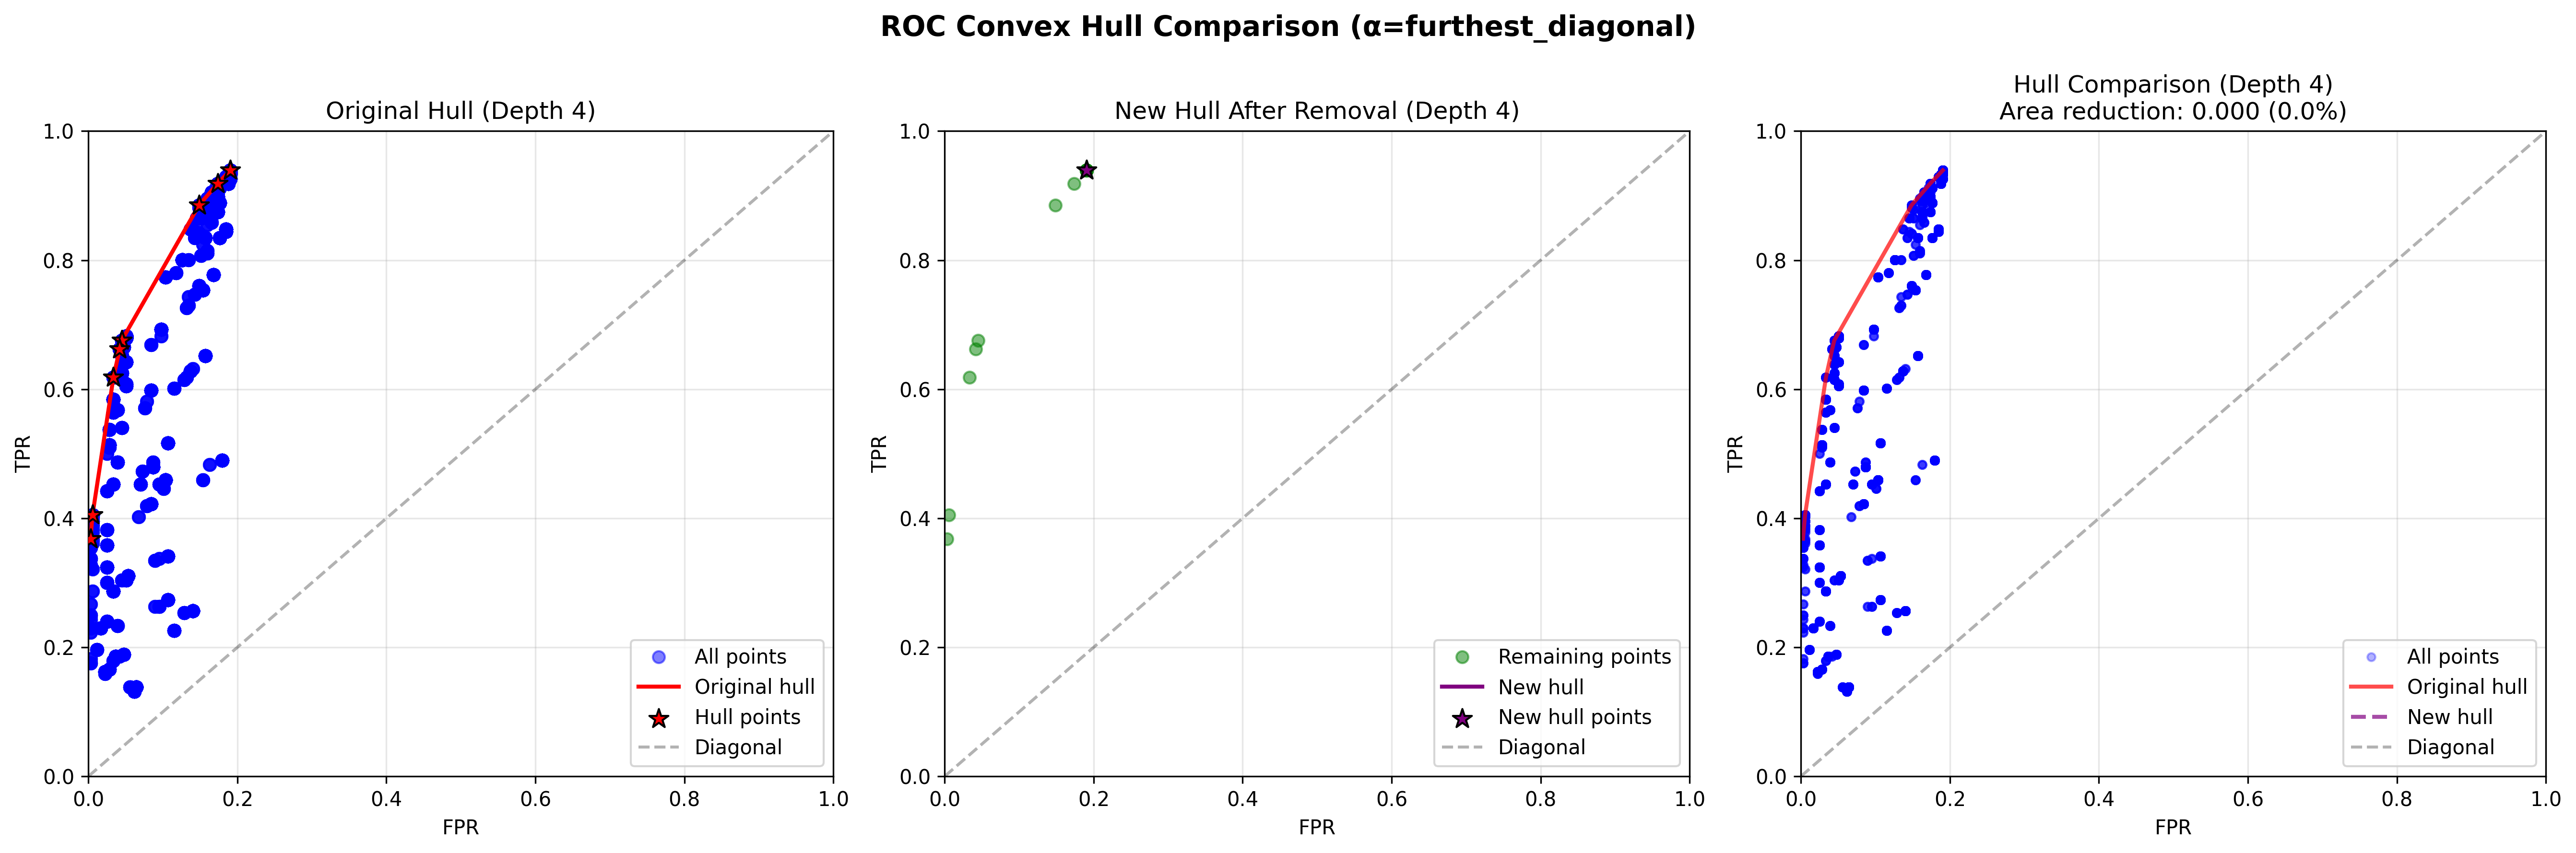 ROC Convex Hull Comparison (α=furthest_diagonal)
Original Hull (Depth 4)
1.0
0.8
0.6
0.4
0.2
0.0
TPR
0.0 0.2 0.4 0.6 0.8 1.0
FPR
All points
Original hull
Hull points
Diagonal
New Hull After Removal (Depth 4)
1.0
0.8
0.6
0.4
0.2
0.0
TPR
0.0 0.2 0.4 0.6 0.8 1.0
FPR
Remaining points
New hull
New hull points
Diagonal
Hull Comparison (Depth 4)
Area reduction: 0.000 (0.0%)
1.0
0.8
0.6
0.4
0.2
0.0
TPR
0.0 0.2 0.4 0.6 0.8 1.0
FPR
All points
Original hull
New hull
Diagonal